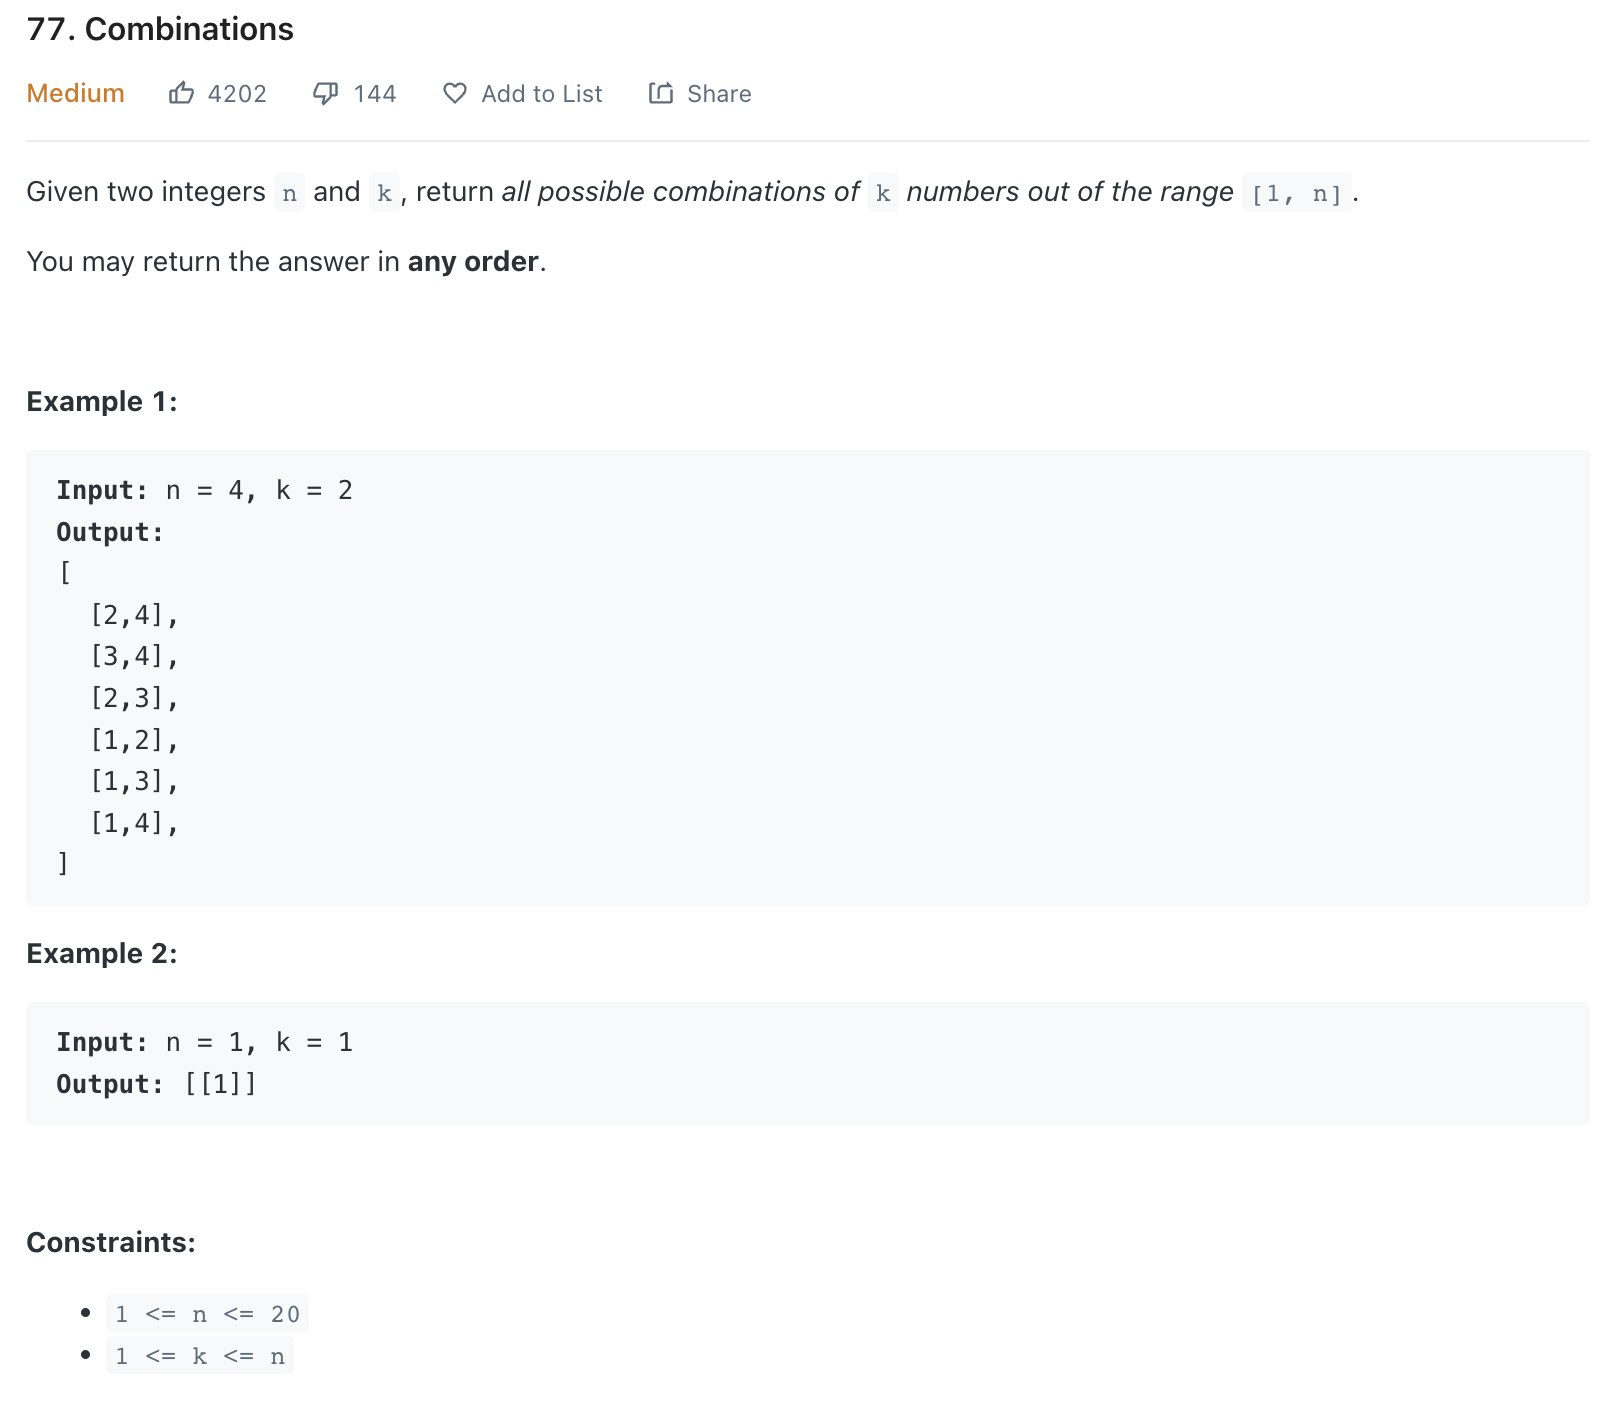 77. Combinations
Medium 4202 144 Add to List Share
Given two integers n and k, return all possible combinations of k numbers out of the range [1, n].
You may return the answer in any order.
Example 1:
Input: n = 4, k = 2
Output:
[
[2,4],
[3,4],
[2,3],
[1,2],
[1,3],
[1,4],
]
Example 2:
Input: n = 1, k = 1
Output: [[1]]
Constraints:
• 1 <= n <= 20
• 1 <= k <= n